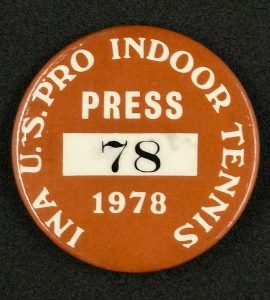 INA U.S. PRO INDOOR TENNIS
PRESS
78
1978